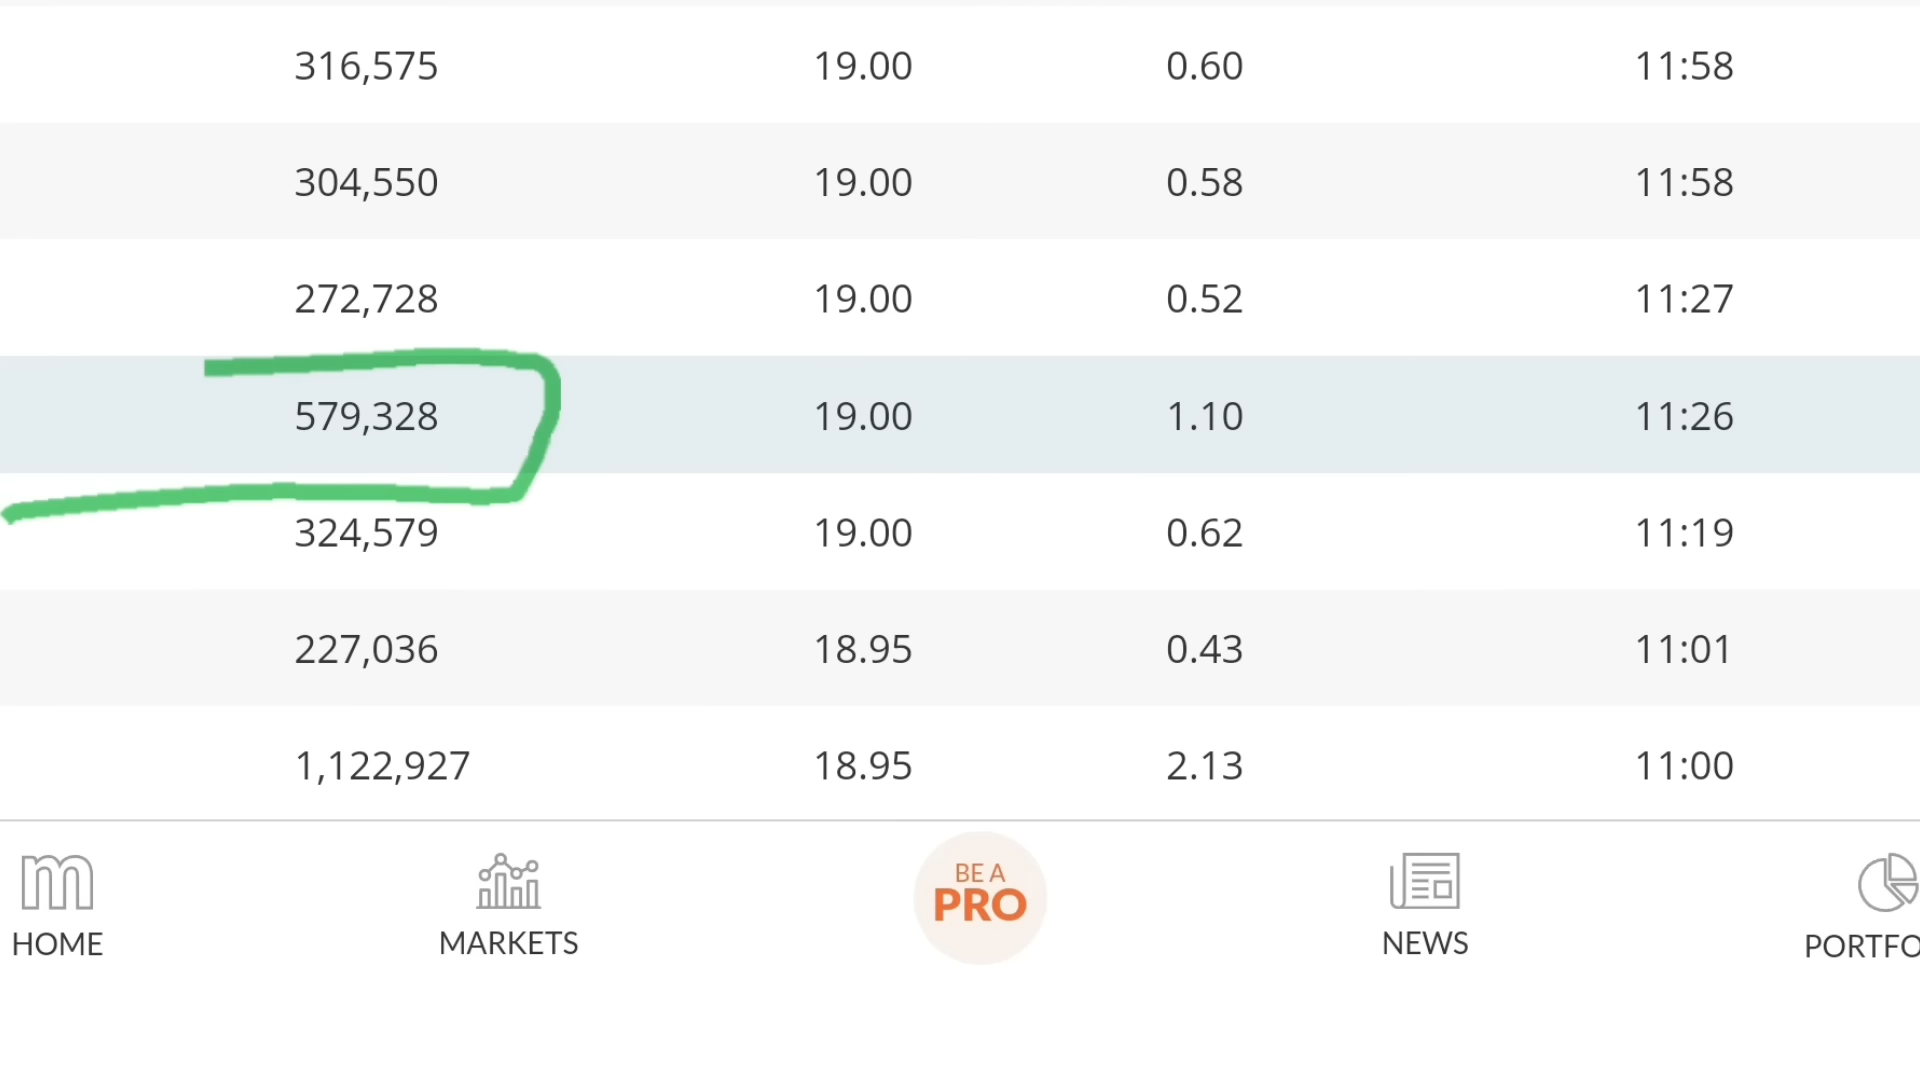 316,575 19.00 0.60 11:58
304,550 19.00 0.58 11:58
272,728 19.00 0.52 11:27
579,328 19.00 1.10 11:26
324,579 19.00 0.62 11:19
227,036 18.95 0.43 11:01
1,122,927 18.95 2.13 11:00
m
BE A
PRO
HOME MARKETS NEWS PORTFO